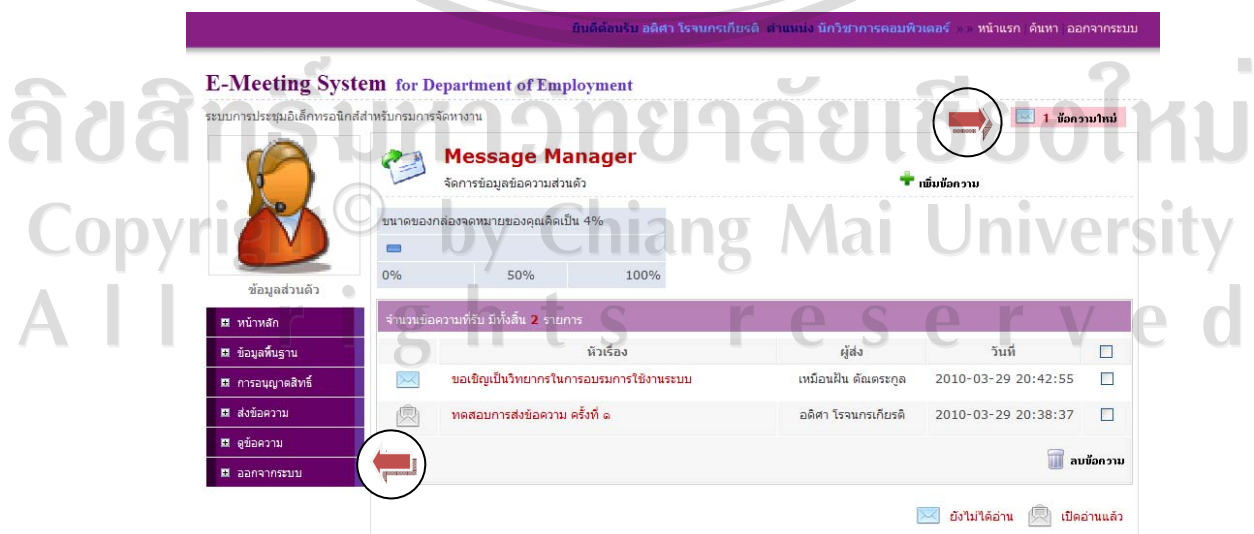 ยินดีต้อนรับ อดิศา โรจนกรเกียรติ ตำแหน่ง นักวิชาการคอมพิวเตอร์ »» หน้าแรก | ค้นหา | ออกจากระบบ
E-Meeting System for Department of Employment
ระบบการประชุมอิเล็กทรอนิกส์สำหรับกรมการจัดหางาน
1 ข้อความใหม่
ลิขสิทธิ์มหาวิทยาลัยเชียงใหม่
Message Manager
จัดการข้อมูลข้อความส่วนตัว
เพิ่มข้อความ
Copyright © by Chiang Mai University
ขนาดของกล่องจดหมายของคุณคิดเป็น 4%
0% 50% 100%
ข้อมูลส่วนตัว
All rights reserved
หน้าหลัก
ข้อมูลพื้นฐาน
การอนุญาตสิทธิ์
ส่งข้อความ
ดูข้อความ
ออกจากระบบ
จำนวนข้อความที่รับ มีทั้งสิ้น 2 รายการ
หัวเรื่อง ผู้ส่ง วันที่
ขอเชิญเป็นวิทยากรในการอบรมการใช้งานระบบ เหมือนฝัน ตัณตระกูล 2010-03-29 20:42:55
ทดสอบการส่งข้อความ ครั้งที่ ๑ อดิศา โรจนกรเกียรติ 2010-03-29 20:38:37
ลบข้อความ
ยังไม่ได้อ่าน เปิดอ่านแล้ว